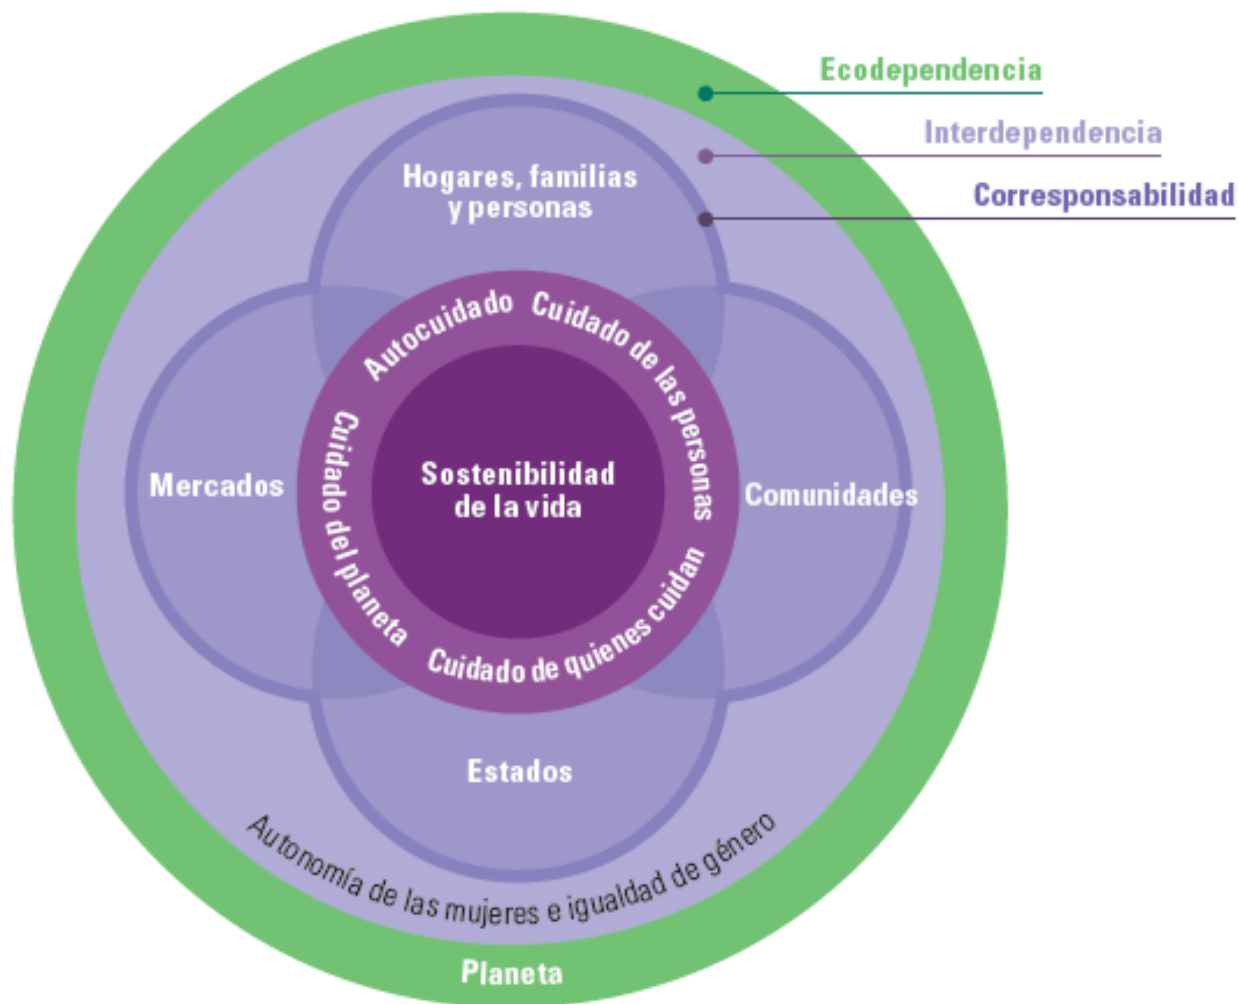 Ecodependencia
Interdependencia
Corresponsabilidad
Hogares, familias
y personas
Autocuidado
Cuidado de las personas
Cuidado del planeta
Cuidado de quienes cuidan
Mercados
Sostenibilidad
de la vida
Comunidades
Estados
Autonomía de las mujeres e igualdad de género
Planeta